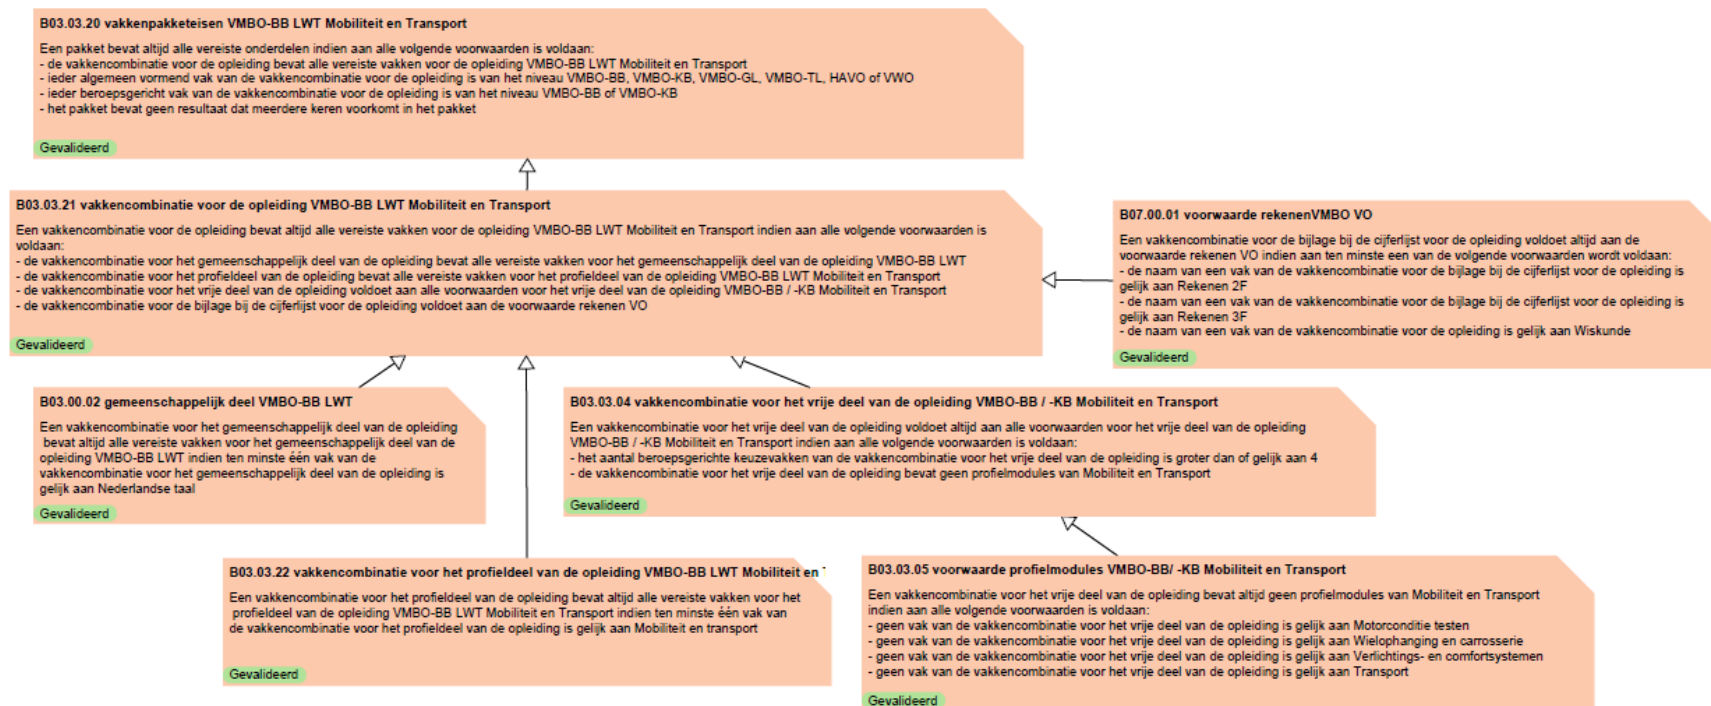 B03.03.20 vakkenpakketeisen VMBO-BB LWT Mobiliteit en Transport
Een pakket bevat altijd alle vereiste onderdelen indien aan alle volgende voorwaarden is voldaan:
- de vakkencombinatie voor de opleiding bevat alle vereiste vakken voor de opleiding VMBO-BB LWT Mobiliteit en Transport
- ieder algemeen vormend vak van de vakkencombinatie voor de opleiding is van het niveau VMBO-BB, VMBO-KB, VMBO-GL, VMBO-TL, HAVO of VWO
- ieder beroepsgericht vak van de vakkencombinatie voor de opleiding is van het niveau VMBO-BB of VMBO-KB
- het pakket bevat geen resultaat dat meerdere keren voorkomt in het pakket
Gevalideerd
B03.03.21 vakkencombinatie voor de opleiding VMBO-BB LWT Mobiliteit en Transport
Een vakkencombinatie voor de opleiding bevat altijd alle vereiste vakken voor de opleiding VMBO-BB LWT Mobiliteit en Transport indien aan alle volgende voorwaarden is
voldaan:
- de vakkencombinatie voor het gemeenschappelijk deel van de opleiding bevat alle vereiste vakken voor het gemeenschappelijk deel van de opleiding VMBO-BB LWT
- de vakkencombinatie voor het profieldeel van de opleiding bevat alle vereiste vakken voor het profieldeel van de opleiding VMBO-BB LWT Mobiliteit en Transport
- de vakkencombinatie voor het vrije deel van de opleiding voldoet aan alle voorwaarden voor het vrije deel van de opleiding VMBO-BB / -KB Mobiliteit en Transport
- de vakkencombinatie voor de bijlage bij de cijferlijst voor de opleiding voldoet aan de voorwaarde rekenen VO
Gevalideerd
B07.00.01 voorwaarde rekenenVMBO VO
Een vakkencombinatie voor de bijlage bij de cijferlijst voor de opleiding voldoet altijd aan de
voorwaarde rekenen VO indien aan ten minste een van de volgende voorwaarden wordt voldaan:
- de naam van een vak van de vakkencombinatie voor de bijlage bij de cijferlijst voor de opleiding is
gelijk aan Rekenen 2F
- de naam van een vak van de vakkencombinatie voor de bijlage bij de cijferlijst voor de opleiding is
gelijk aan Rekenen 3F
- de naam van een vak van de vakkencombinatie voor de opleiding is gelijk aan Wiskunde
Gevalideerd
B03.00.02 gemeenschappelijk deel VMBO-BB LWT
Een vakkencombinatie voor het gemeenschappelijk deel van de opleiding
bevat altijd alle vereiste vakken voor het gemeenschappelijk deel van de
opleiding VMBO-BB LWT indien ten minste één vak van de
vakkencombinatie voor het gemeenschappelijk deel van de opleiding is
gelijk aan Nederlandse taal
Gevalideerd
B03.03.04 vakkencombinatie voor het vrije deel van de opleiding VMBO-BB / -KB Mobiliteit en Transport
Een vakkencombinatie voor het vrije deel van de opleiding voldoet altijd aan alle voorwaarden voor het vrije deel van de opleiding
VMBO-BB / -KB Mobiliteit en Transport indien aan alle volgende voorwaarden is voldaan:
- het aantal beroepsgerichte keuzevakken van de vakkencombinatie voor het vrije deel van de opleiding is groter dan of gelijk aan 4
- de vakkencombinatie voor het vrije deel van de opleiding bevat geen profielmodules van Mobiliteit en Transport
Gevalideerd
B03.03.22 vakkencombinatie voor het profieldeel van de opleiding VMBO-BB LWT Mobiliteit en
Een vakkencombinatie voor het profieldeel van de opleiding bevat altijd alle vereiste vakken voor het
profieldeel van de opleiding VMBO-BB LWT Mobiliteit en Transport indien ten minste één vak van
de vakkencombinatie voor het profieldeel van de opleiding is gelijk aan Mobiliteit en transport
Gevalideerd
B03.03.05 voorwaarde profielmodules VMBO-BB/ -KB Mobiliteit en Transport
Een vakkencombinatie voor het vrije deel van de opleiding bevat altijd geen profielmodules van Mobiliteit en Transport
indien aan alle volgende voorwaarden is voldaan:
- geen vak van de vakkencombinatie voor het vrije deel van de opleiding is gelijk aan Motorconditie testen
- geen vak van de vakkencombinatie voor het vrije deel van de opleiding is gelijk aan Wielophanging en carrosserie
- geen vak van de vakkencombinatie voor het vrije deel van de opleiding is gelijk aan Verlichtings- en comfortsystemen
- geen vak van de vakkencombinatie voor het vrije deel van de opleiding is gelijk aan Transport
Gevalideerd